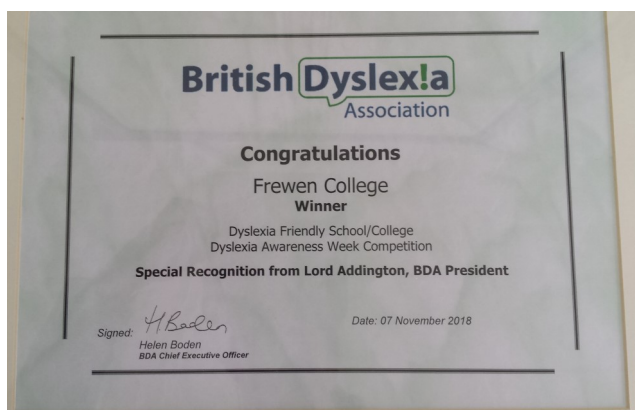 British Dyslex!a
Association
Congratulations
Frewen College
Winner
Dyslexia Friendly School/College
Dyslexia Awareness Week Competition
Special Recognition from Lord Addington, BDA President
Signed: HBoden
Date: 07 November 2018
Helen Boden
BDA Chief Executive Officer